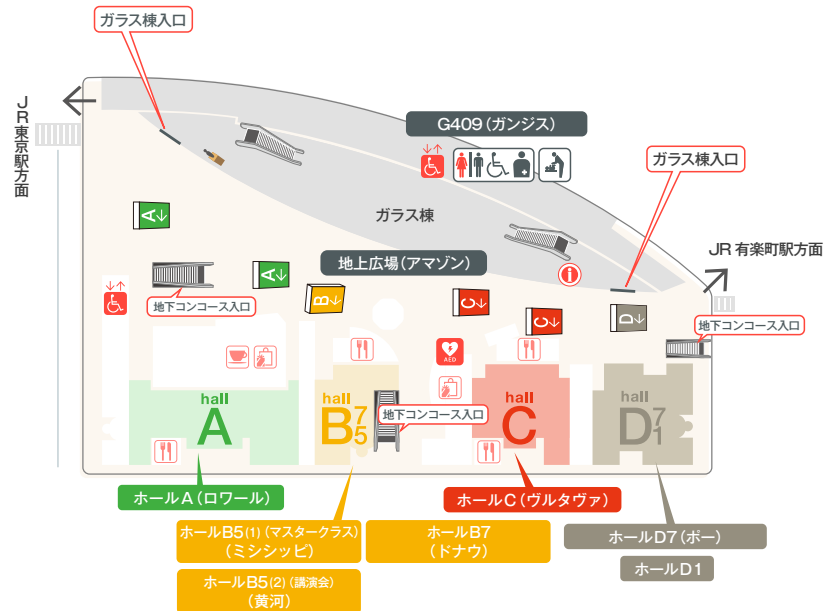 ガラス棟入口
JR東京駅方面
G409（ガンジス）
ガラス棟入口
ガラス棟
JR 有楽町駅方面
地上広場（アマゾン）
A
A
B
C
C
D
地下コンコース入口
地下コンコース入口
AED
hall
A
hall
B7
5
地下コンコース入口
hall
C
hall
D7
1
ホールA（ロワール）
ホールC（ヴルタヴァ）
ホールB5(1)（マスタークラス）
（ミシシッピ）
ホールB7
（ドナウ）
ホールD7（ポー）
ホールB5(2)（講演会）
（黄河）
ホールD1